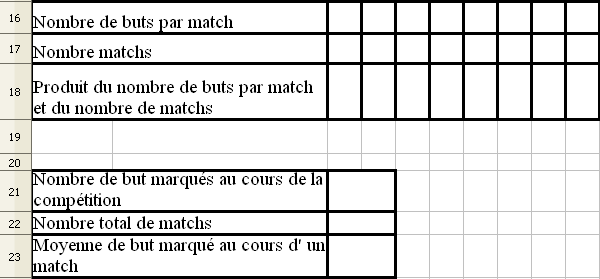 16 Nombre de buts par match
17 Nombre matchs
18 Produit du nombre de buts par match
et du nombre de matchs
19
20
21 Nombre de but marqués au cours de la
compétition
22 Nombre total de matchs
23 Moyenne de but marqué au cours d' un
match